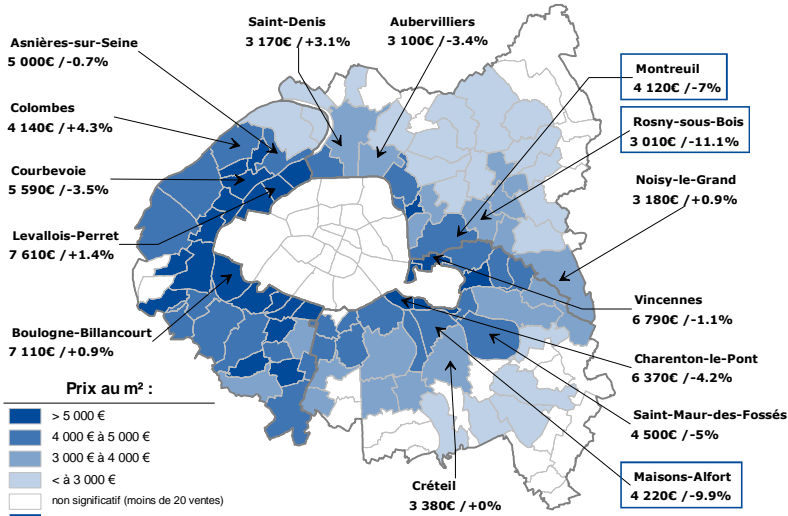 Saint-Denis
3 170€ /+3.1%
Aubervilliers
3 100€ /-3.4%
Asnières-sur-Seine
5 000€ /-0.7%
Montreuil
4 120€ /-7%
Colombes
4 140€ /+4.3%
Rosny-sous-Bois
3 010€ /-11.1%
Courbevoie
5 590€ /-3.5%
Noisy-le-Grand
3 180€ /+0.9%
Levallois-Perret
7 610€ /+1.4%
Vincennes
6 790€ /-1.1%
Boulogne-Billancourt
7 110€ /+0.9%
Charenton-le-Pont
6 370€ /-4.2%
Saint-Maur-des-Fossés
4 500€ /-5%
Maisons-Alfort
4 220€ /-9.9%
Créteil
3 380€ /+0%
Prix au m² :
> 5 000 €
4 000 € à 5 000 €
3 000 € à 4 000 €
< à 3 000 €
non significatif (moins de 20 ventes)